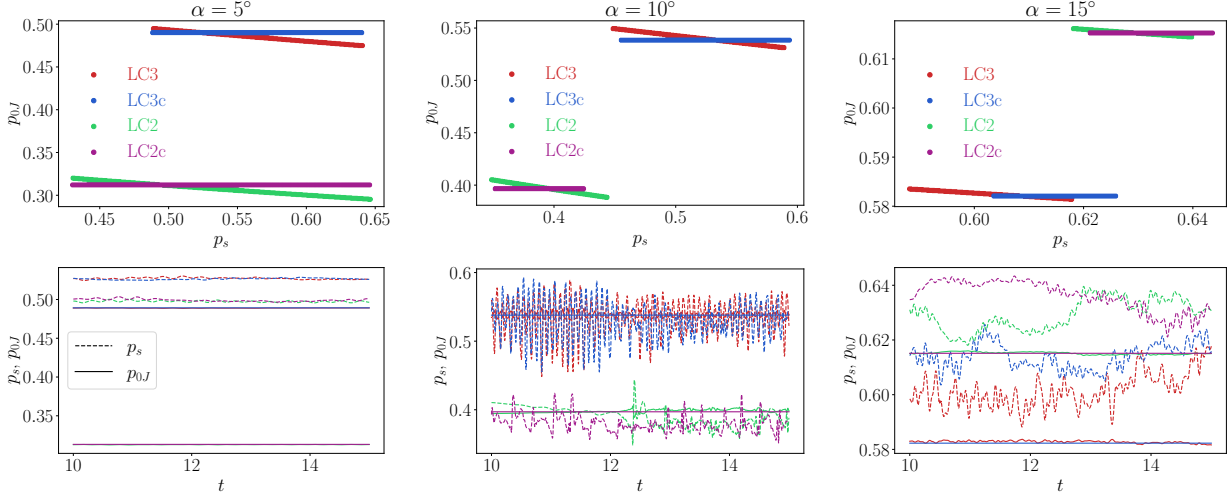 α = 5°
0.50
0.45
0.40
0.35
0.30
p₀J
LC3
LC3c
LC2
LC2c
0.45 0.50 0.55 0.60 0.65
pₛ
α = 10°
0.55
0.50
0.45
0.40
p₀J
LC3
LC3c
LC2
LC2c
0.4 0.5 0.6
pₛ
α = 15°
0.61
0.60
0.59
0.58
p₀J
LC3
LC3c
LC2
LC2c
0.60 0.62 0.64
pₛ
0.50
0.45
0.40
0.35
pₛ, p₀J
pₛ
p₀J
10 12 14
t
0.6
0.5
0.4
pₛ, p₀J
10 12 14
t
0.64
0.62
0.60
0.58
pₛ, p₀J
10 12 14
t